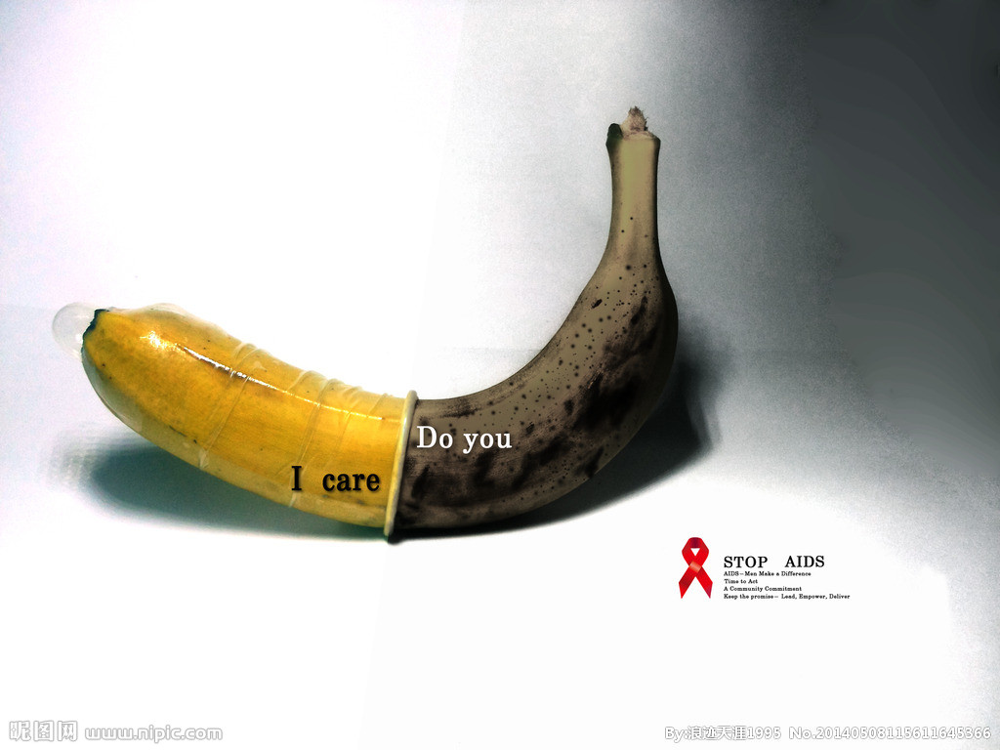 Do you
I care
STOP AIDS
AIDS—Men Make a Difference
Time to Act
A Community Commitment
Keep the promise— Lead, Empower, Deliver
昵图网 www.nipic.com
By:浪迹天涯1995 No.20140508115611645366